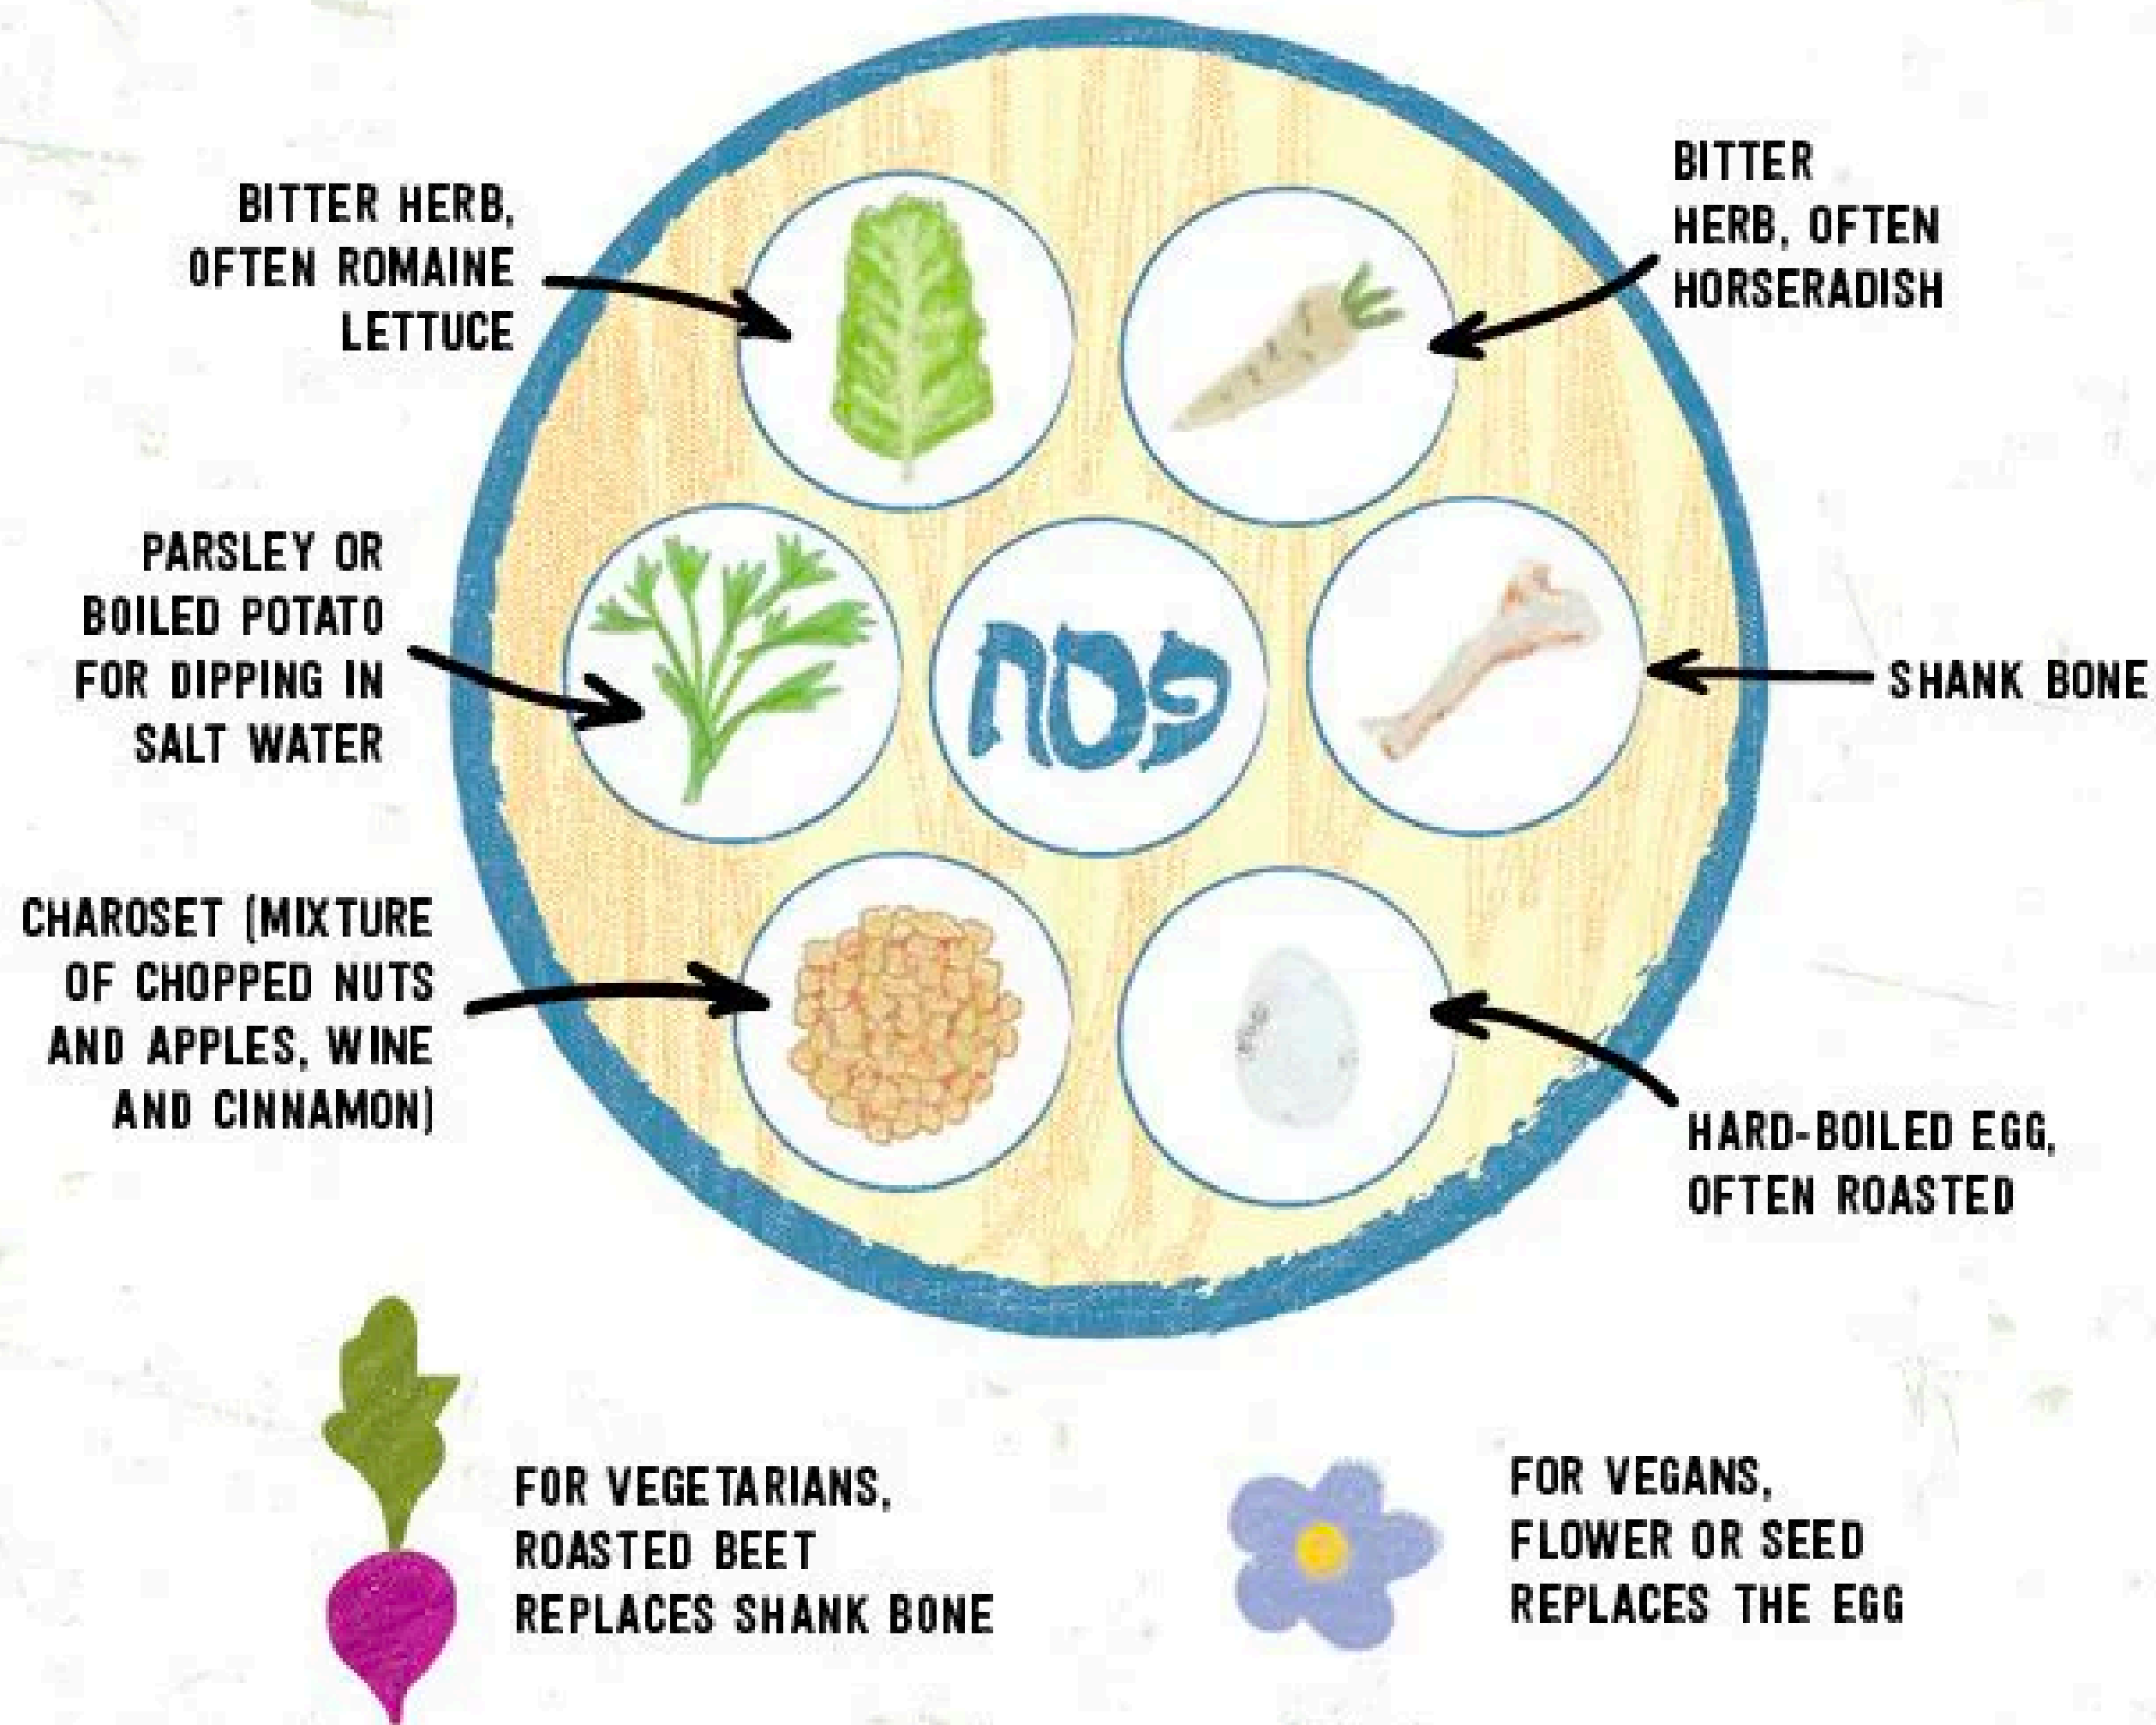 BITTER HERB,
OFTEN ROMAINE
LETTUCE
BITTER
HERB, OFTEN
HORSERADISH
PARSLEY OR
BOILED POTATO
FOR DIPPING IN
SALT WATER
פסח
SHANK BONE
CHAROSET (MIXTURE
OF CHOPPED NUTS
AND APPLES, WINE
AND CINNAMON)
HARD-BOILED EGG,
OFTEN ROASTED
FOR VEGETARIANS,
ROASTED BEET
REPLACES SHANK BONE
FOR VEGANS,
FLOWER OR SEED
REPLACES THE EGG